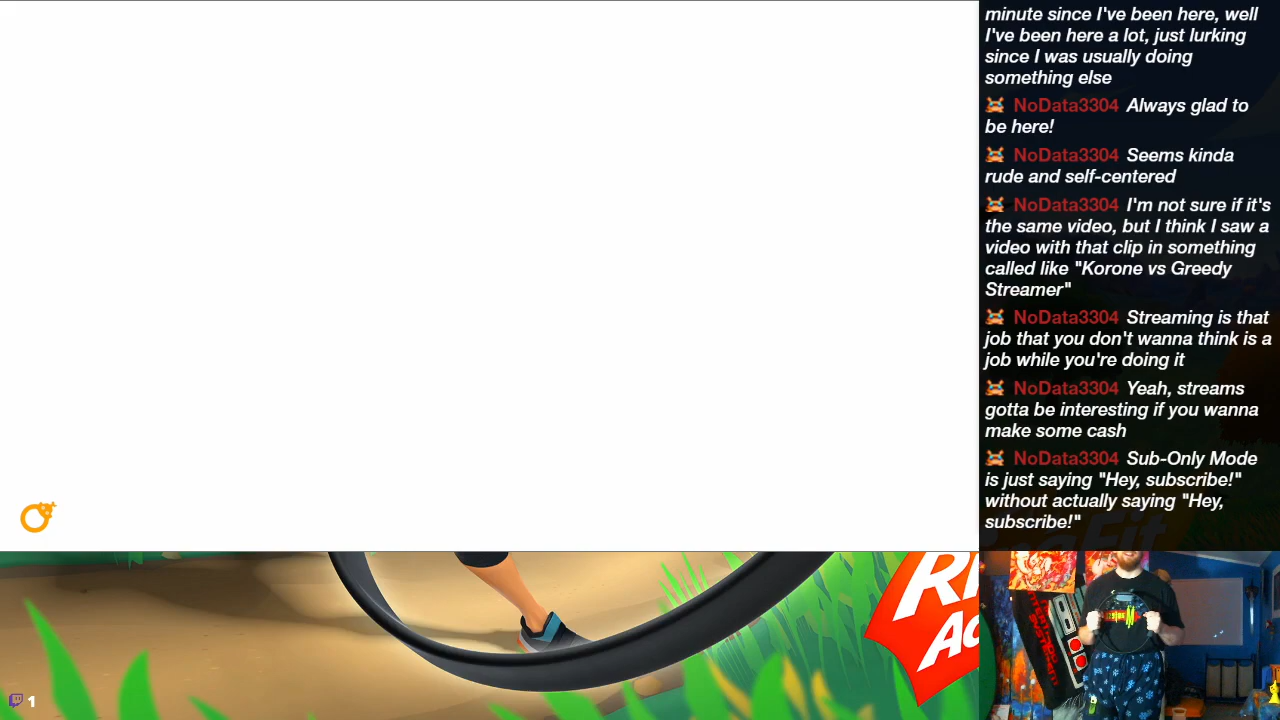 minute since I've been here, well
I've been here a lot, just lurking
since I was usually doing
something else
NoData3304 Always glad to
be here!
NoData3304 Seems kinda
rude and self-centered
NoData3304 I'm not sure if it's
the same video, but I think I saw a
video with that clip in something
called like "Korone vs Greedy
Streamer"
NoData3304 Streaming is that
job that you don't wanna think is a
job while you're doing it
NoData3304 Yeah, streams
gotta be interesting if you wanna
make some cash
NoData3304 Sub-Only Mode
is just saying "Hey, subscribe!"
without actually saying "Hey,
subscribe!"
1